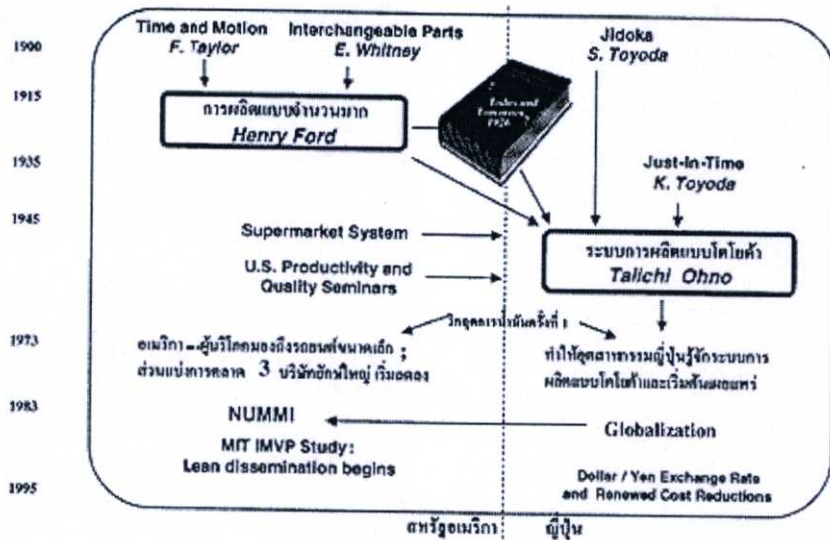 1900
1915
1935
1945
1973
1983
1995
Time and Motion
F. Taylor
Interchangeable Parts
E. Whitney
Jidoka
S. Toyoda
การผลิตแบบจำนวนมาก
Henry Ford
Today and
Tomorrow
1926
Just-In-Time
K. Toyoda
Supermarket System
U.S. Productivity and
Quality Seminars
ระบบการผลิตแบบโตโยต้า
Taiichi Ohno
วิกฤตการน้ำมันครั้งที่ 1
อเมริกา--ผู้บริโภคมองถึงรถยนต์ขนาดเล็ก ;
ส่วนแบ่งการตลาด 3 บริษัทยักษ์ใหญ่ เริ่มลดลง
ทำให้อุตสาหกรรมญี่ปุ่นรู้จักระบบการ
ผลิตแบบโตโยต้าและเริ่มต้นเผยแพร่
NUMMI
MIT IMVP Study:
Lean dissemination begins
Globalization
Dollar / Yen Exchange Rate
and Renewed Cost Reductions
สหรัฐอเมริกา
ญี่ปุ่น